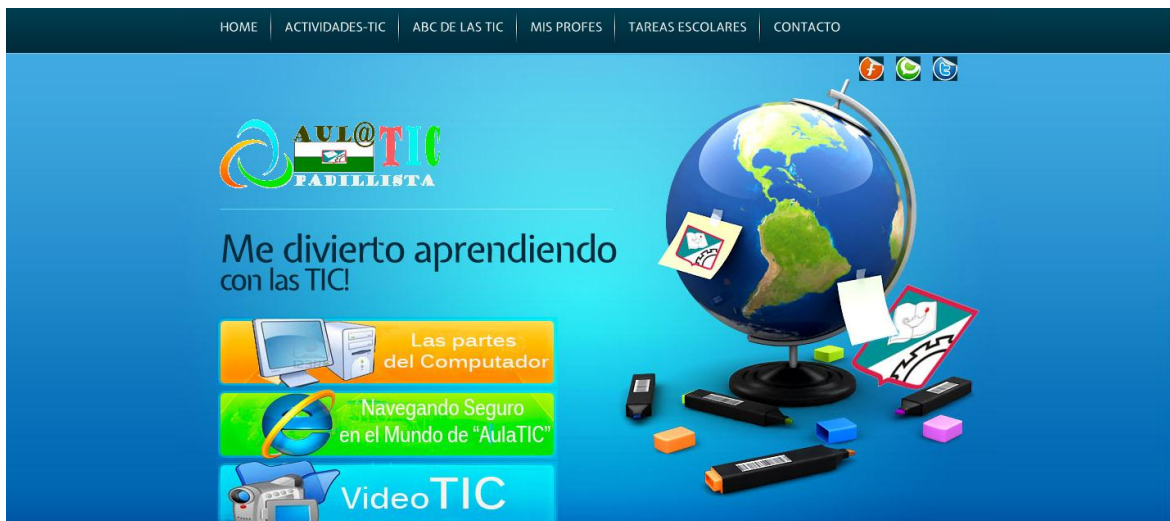 HOME
ACTIVIDADES-TIC
ABC DE LAS TIC
MIS PROFES
TAREAS ESCOLARES
CONTACTO
AUL@TIC
PADILLISTA
Me divierto aprendiendo
con las TIC!
Las partes
del Computador
Navegando Seguro
en el Mundo de “AulaTIC”
VideoTIC